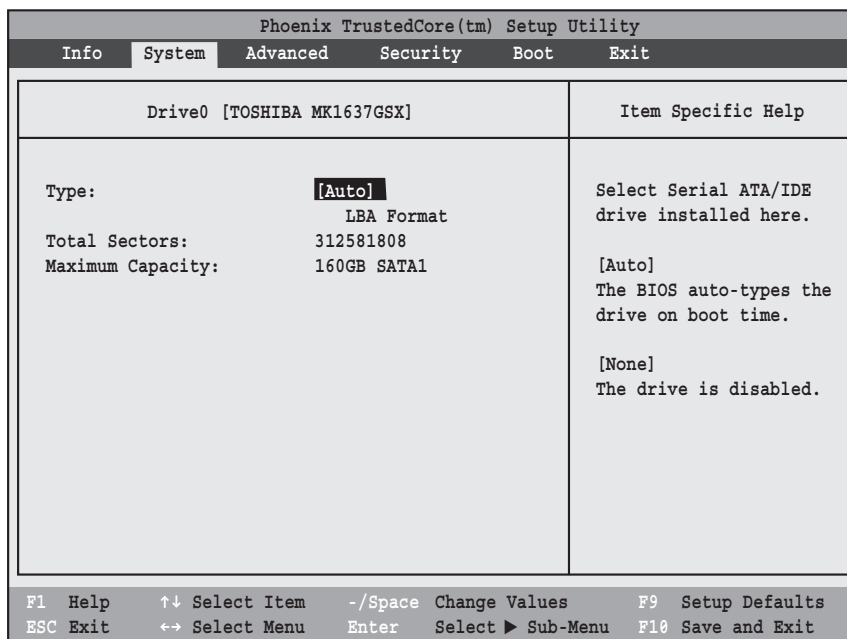 Phoenix TrustedCore(tm) Setup Utility
Info System Advanced Security Boot Exit
Drive0 [TOSHIBA MK1637GSX]
Type: [Auto]
LBA Format
Total Sectors: 312581808
Maximum Capacity: 160GB SATA1
Item Specific Help
Select Serial ATA/IDE
drive installed here.
[Auto]
The BIOS auto-types the
drive on boot time.
[None]
The drive is disabled.
F1 Help ↑↓ Select Item -/Space Change Values F9 Setup Defaults
ESC Exit ←→ Select Menu Enter Select ▶ Sub-Menu F10 Save and Exit